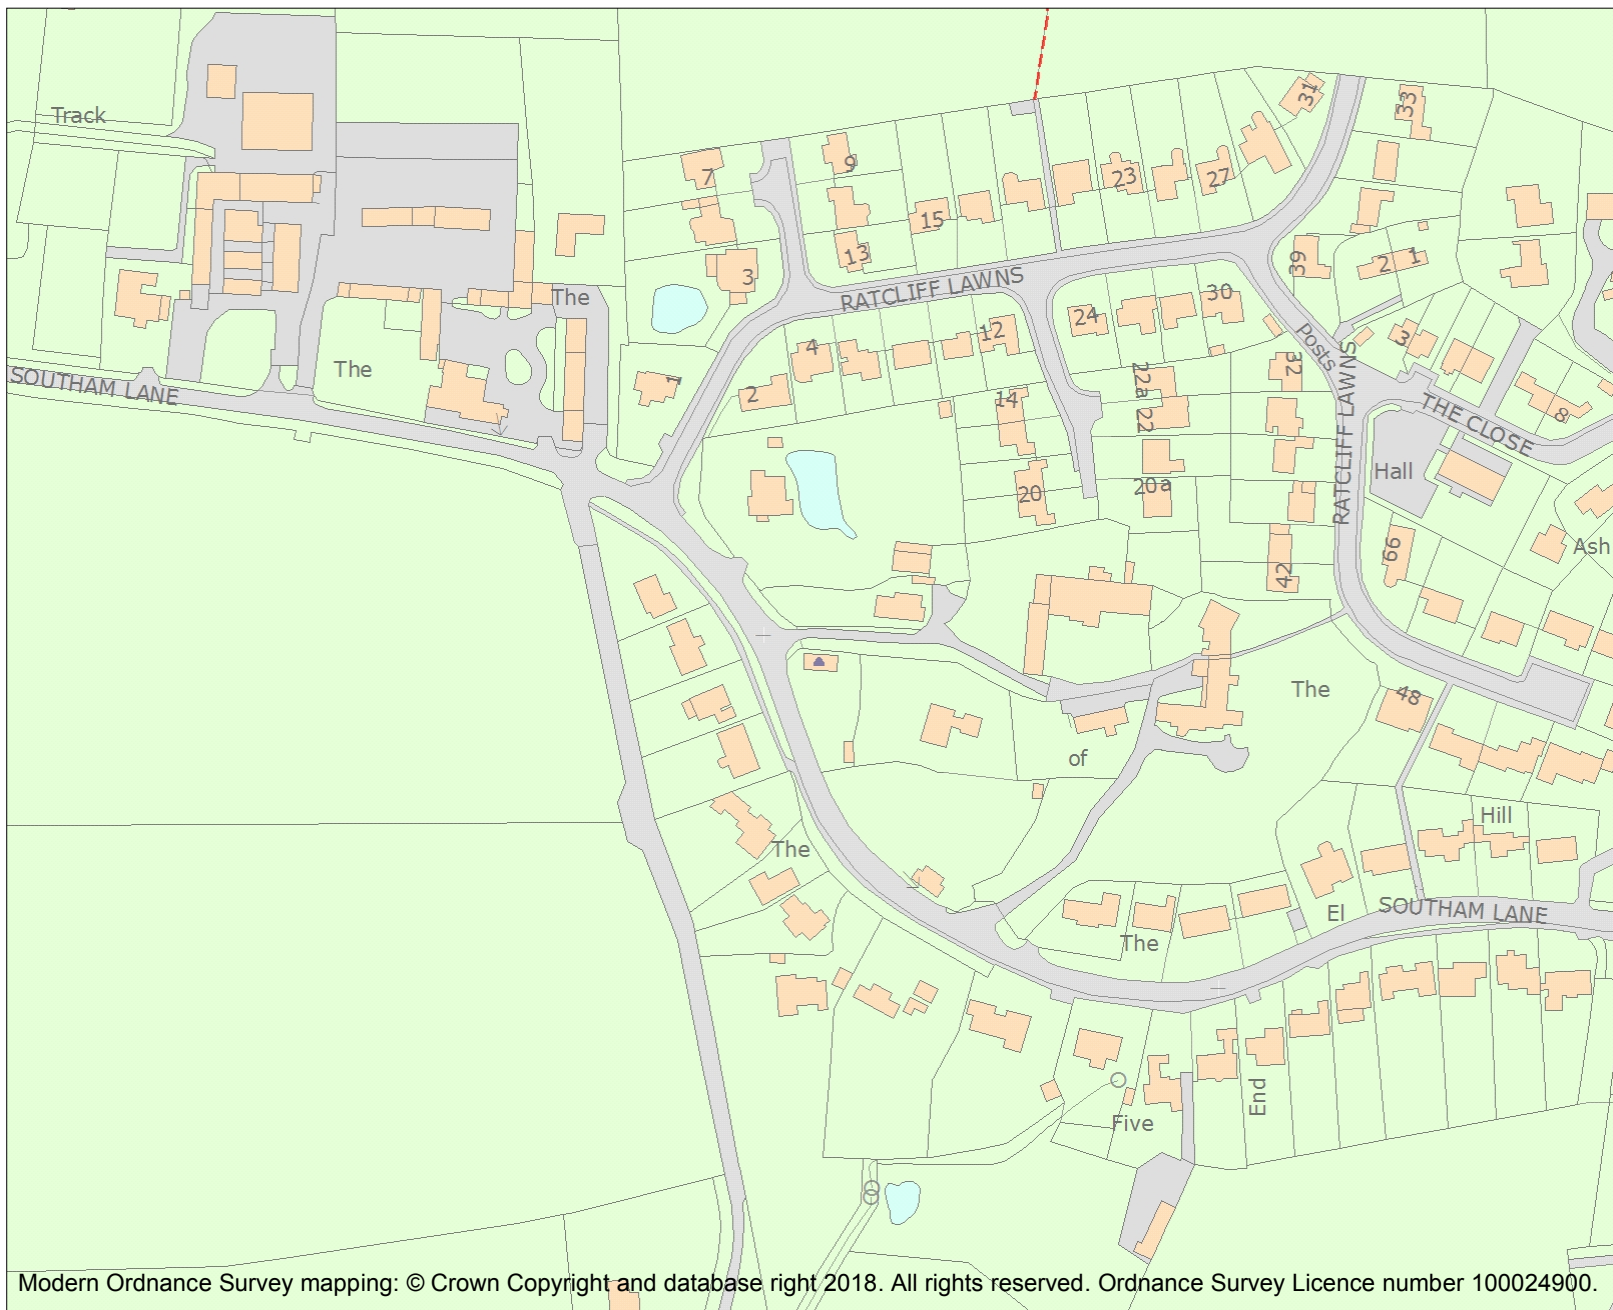 Track
31
33
7
9
23
27
15
13
39
2
1
3
The
RATCLIFF LAWNS
30
24
12
Posts
3
4
The
22a
32
1
SOUTHAM LANE
2
14
22
RATCLIFF LAWNS
THE CLOSE
8
Hall
20
20a
66
42
Ash
The
48
of
Hill
The
El
SOUTHAM LANE
The
End
Five
Modern Ordnance Survey mapping: © Crown Copyright and database right 2018. All rights reserved. Ordnance Survey Licence number 100024900.